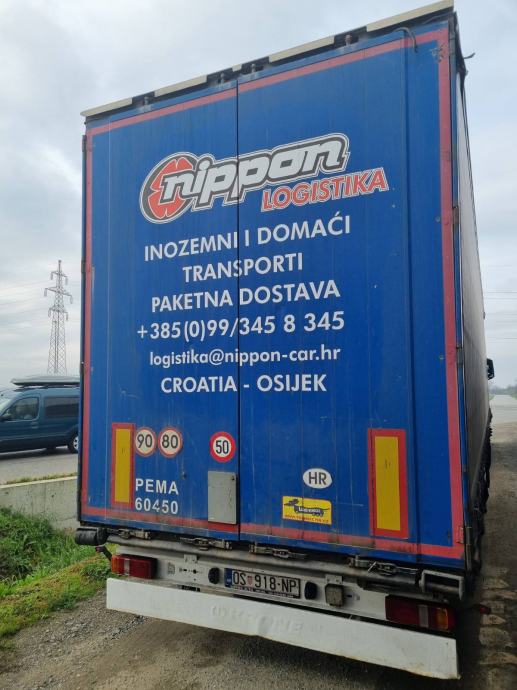 nippon
LOGISTIKA
INOZEMNI I DOMAĆI
TRANSPORTI
PAKETNA DOSTAVA
+385(0)99/345 8 345
logistika@nippon-car.hr
CROATIA - OSIJEK
90 80 50
PEMA
60450
HR
OS 918-NP
KRONE